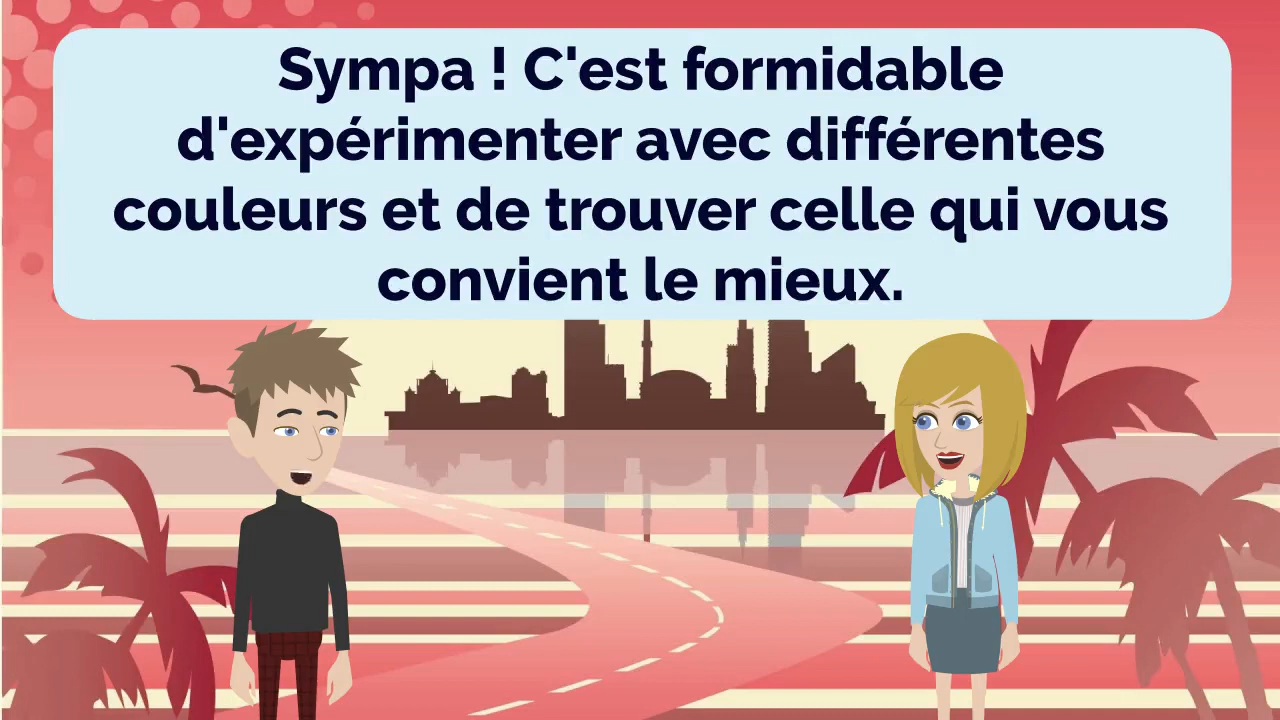 Sympa ! C'est formidable
d'expérimenter avec différentes
couleurs et de trouver celle qui vous
convient le mieux.